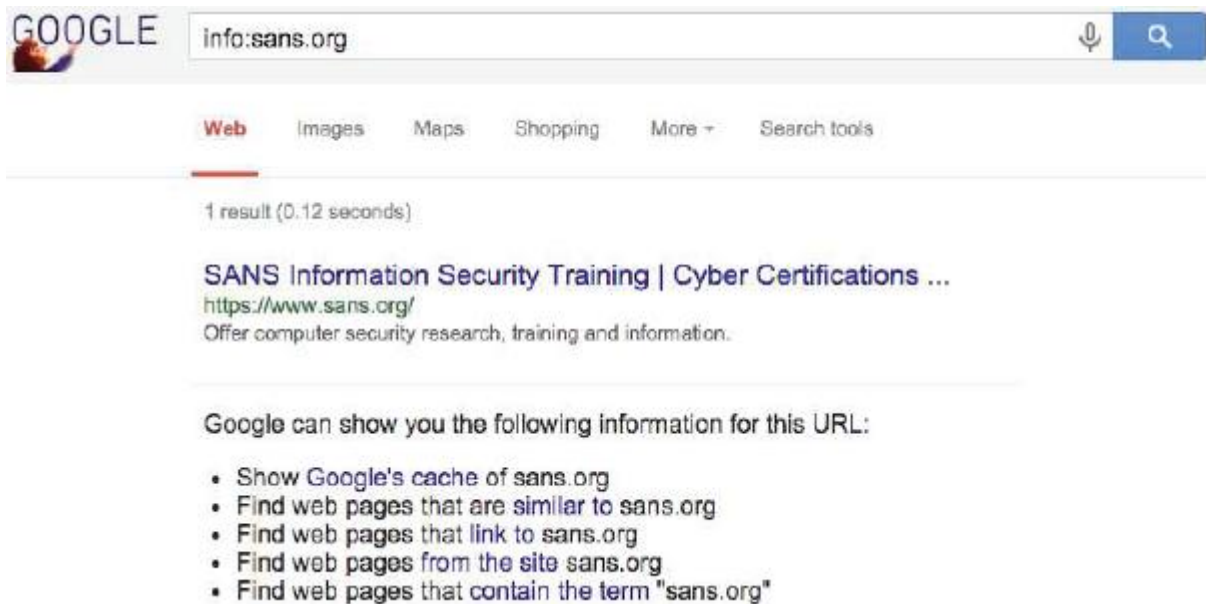 GOOGLE
info:sans.org
Web Images Maps Shopping More Search tools
1 result (0.12 seconds)
SANS Information Security Training | Cyber Certifications ...
https://www.sans.org/
Offer computer security research, training and information.
Google can show you the following information for this URL:
• Show Google's cache of sans.org
• Find web pages that are similar to sans.org
• Find web pages that link to sans.org
• Find web pages from the site sans.org
• Find web pages that contain the term "sans.org"